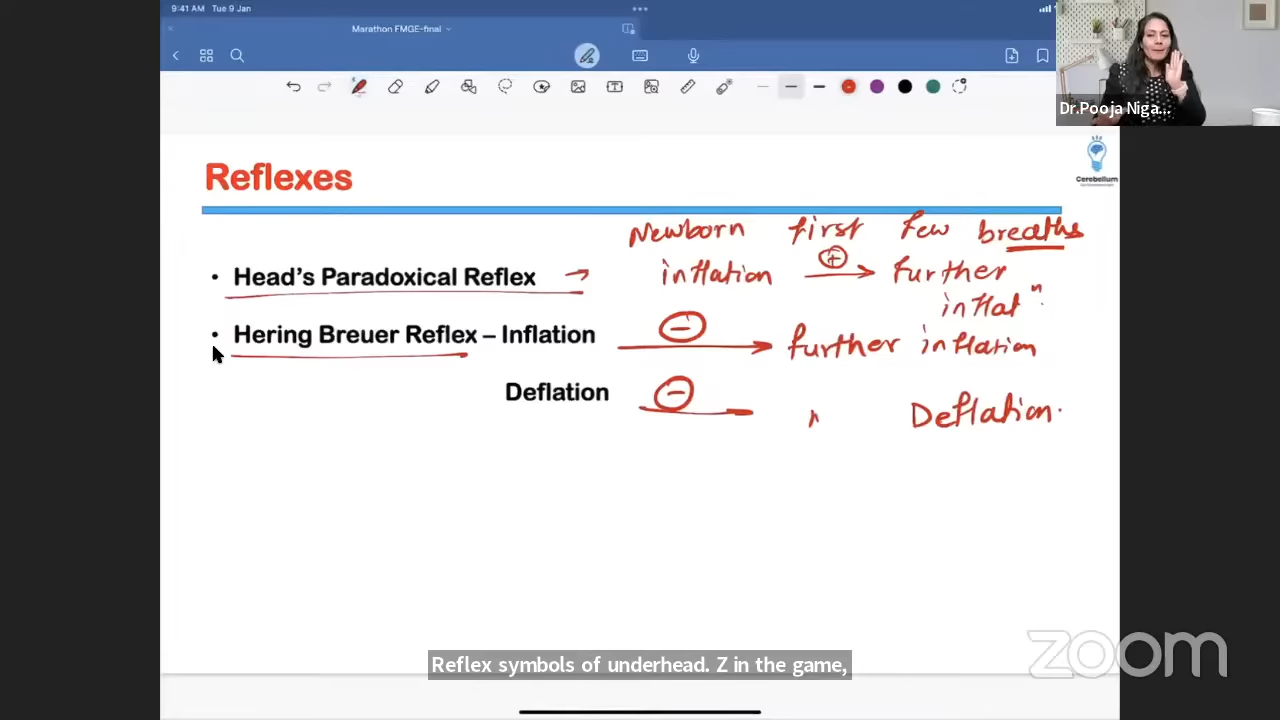 9:41 AM Tue 9 Jan
Marathon FMGE-final
Dr.Pooja Niga...
Cerebellum
Reflexes
Newborn first few breaths
• Head's Paradoxical Reflex → inflation + → further
inflatn.
• Hering Breuer Reflex – Inflation − → further inflation
Deflation − Deflation.
Reflex symbols of underhead. Z in the game,
zoom